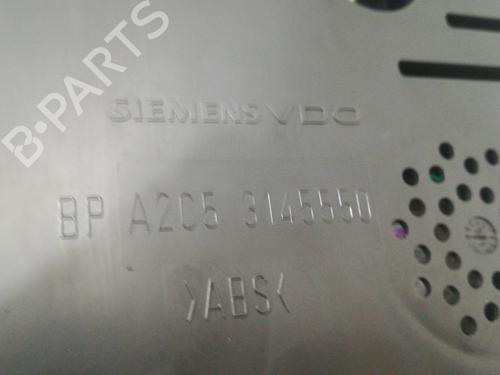 B·PARTS
SIEMENS VDO
BP A2C5 3145550
>ABS<